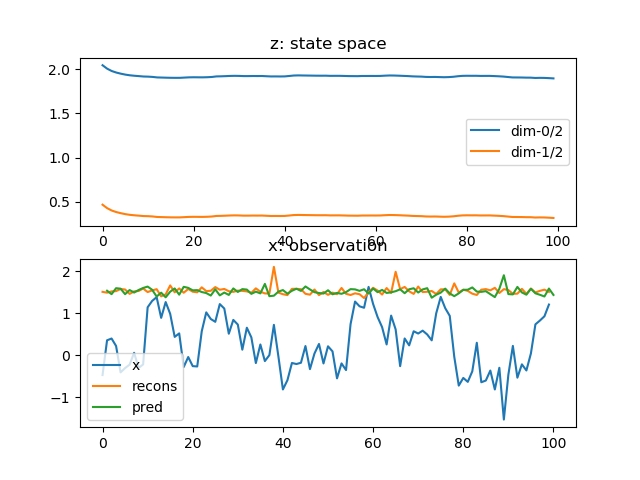 z: state space
2.0
1.5
1.0
0.5
dim-0/2
dim-1/2
0 20 40 60 80 100
x: observation
2
1
0
−1
x
recons
pred
0 20 40 60 80 100